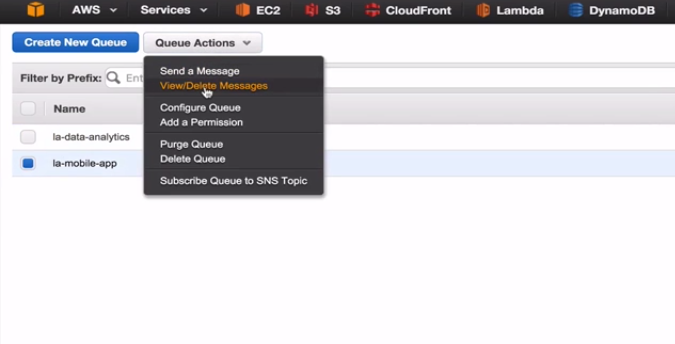 AWS Services EC2 S3 CloudFront Lambda DynamoDB
Create New Queue Queue Actions
Send a Message
Filter by Prefix: Ent
View/Delete Messages
Name
Configure Queue
Add a Permission
la-data-analytics
Purge Queue
Delete Queue
la-mobile-app
Subscribe Queue to SNS Topic